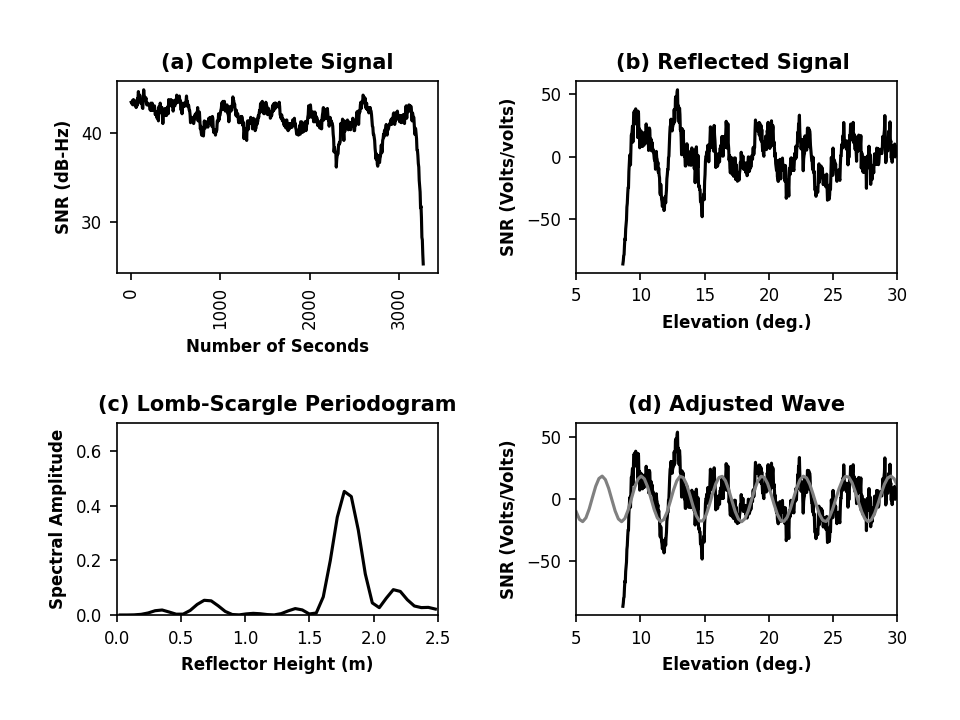 (a) Complete Signal
SNR (dB-Hz)
40
30
0
1000
2000
3000
Number of Seconds
(b) Reflected Signal
SNR (Volts/volts)
50
0
−50
5 10 15 20 25 30
Elevation (deg.)
(c) Lomb-Scargle Periodogram
Spectral Amplitude
0.6
0.4
0.2
0.0
0.0 0.5 1.0 1.5 2.0 2.5
Reflector Height (m)
(d) Adjusted Wave
SNR (Volts/Volts)
50
0
−50
5 10 15 20 25 30
Elevation (deg.)